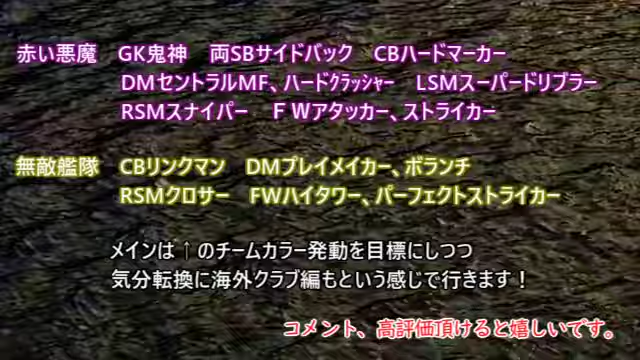 赤い悪魔　GK鬼神　両SBサイドバック　CBハードマーカー
DMセントラルMF、ﾊｰﾄﾞｸﾗｯｼｬｰ　LSMスーパードリブラー
RSMスナイパー　ＦWアタッカー、ストライカー
無敵艦隊　CBリンクマン　DMプレイメイカー、ボランチ
RSMクロサー　FWハイタワー、パーフェクトストライカー
メインは↑のチームカラー発動を目標にしつつ
気分転換に海外クラブ編もという感じで行きます！
コメント、高評価頂けると嬉しいです。